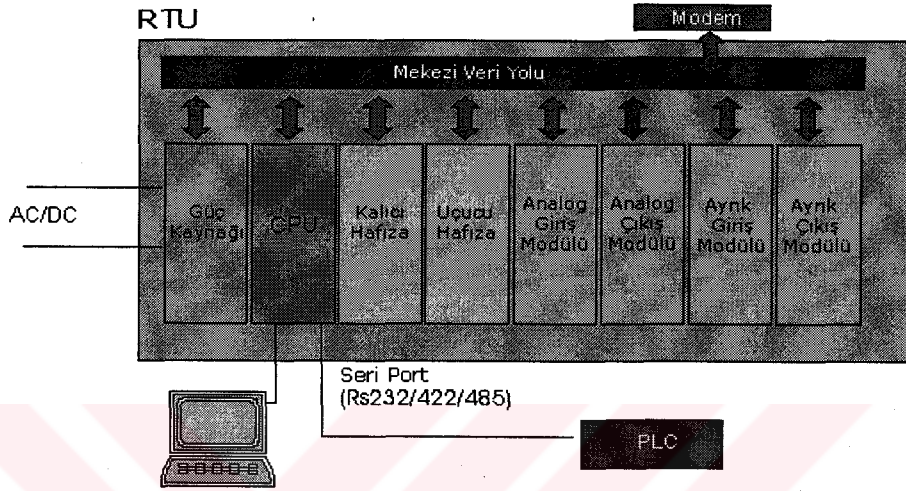 RTU
Modem
Mekezi Veri Yolu
AC/DC
Güç
Kaynağı
CPU
Kalıcı
Hafıza
Uçucu
Hafıza
Analog
Giriş
Modülü
Analog
Çıkış
Modülü
Ayrık
Giriş
Modülü
Ayrık
Çıkış
Modülü
Seri Port
(Rs232/422/485)
PLC